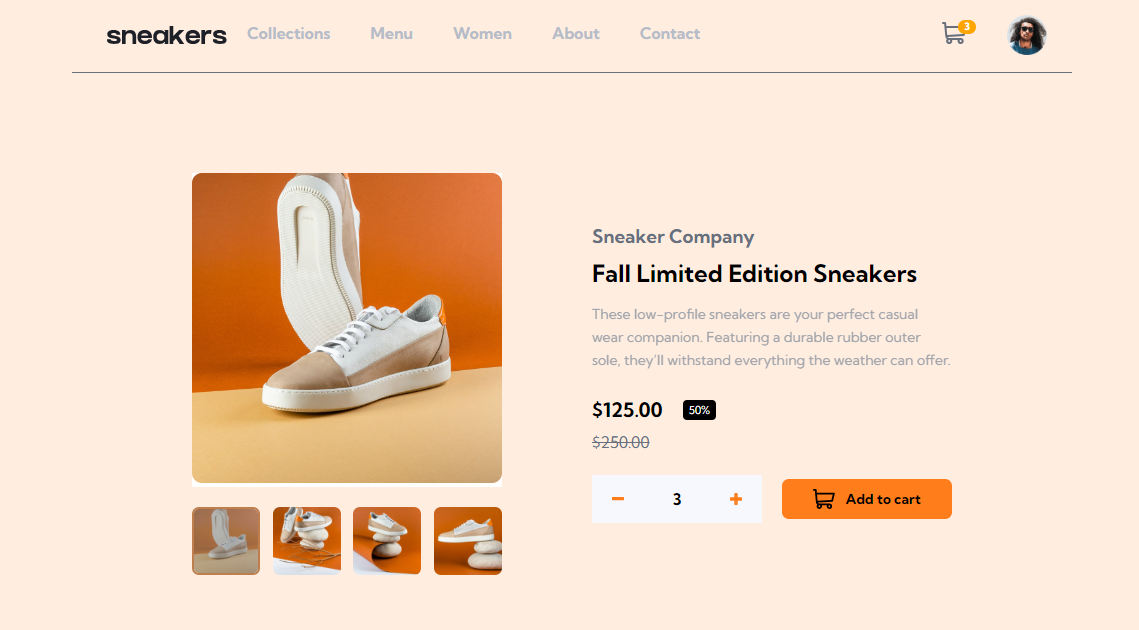 sneakers Collections Menu Women About Contact 3
Sneaker Company
Fall Limited Edition Sneakers
These low-profile sneakers are your perfect casual
wear companion. Featuring a durable rubber outer
sole, they'll withstand everything the weather can offer.
$125.00 50%
$250.00
3 Add to cart